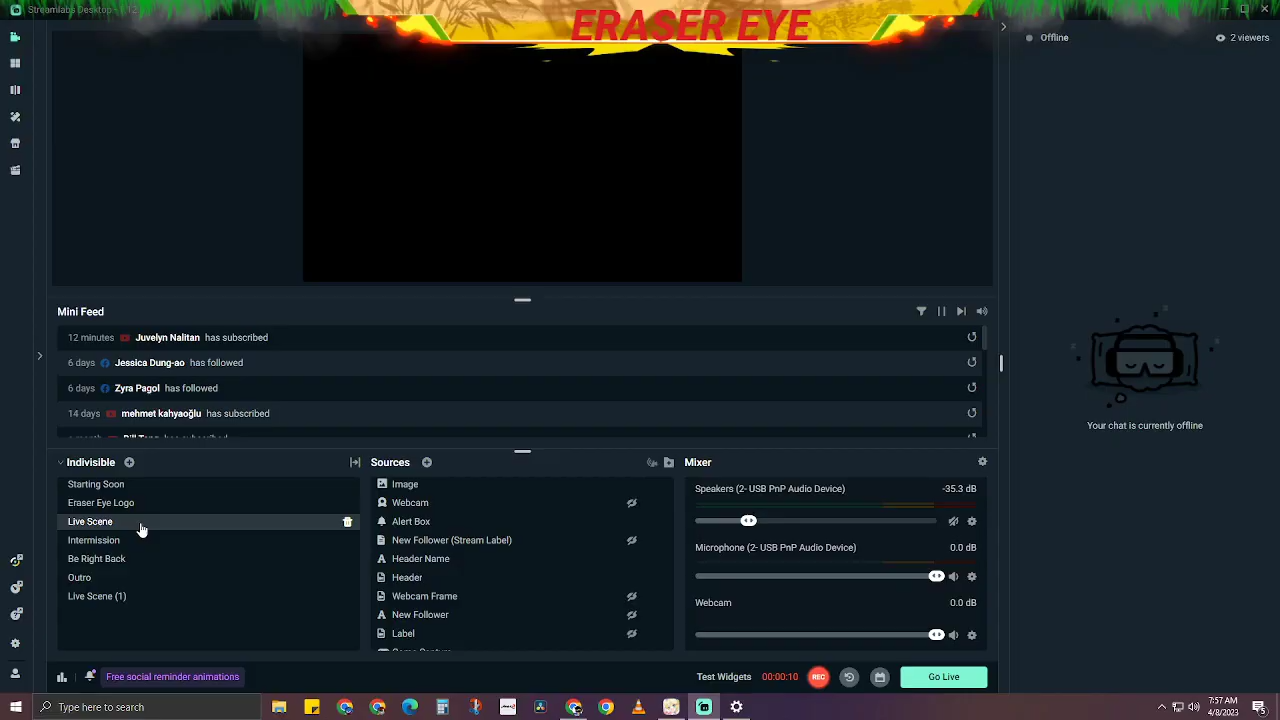 Streamlabs Desktop - 1.12
ERASER EYE
Offline
2 viewers
Mini Feed
12 minutes Juvelyn Nalitan has subscribed
6 days Jessica Dung-ao has followed
6 days Zyra Pagol has followed
14 days mehmet kahyaoğlu has subscribed
Your chat is currently offline
Indivisible
Starting Soon
Eraser Eye Logo
Live Scene
Intermission
Be Right Back
Outro
Live Scene (1)
Sources
Image
Webcam
Alert Box
New Follower (Stream Label)
Header Name
Header
Webcam Frame
New Follower
Label
Mixer
Speakers (2- USB PnP Audio Device) -35.3 dB
Microphone (2- USB PnP Audio Device) 0.0 dB
Webcam 0.0 dB
For social reminder animations
Test Widgets 00:00:10 REC Go Live
Type here to search
7:57 AM
4/8/2023